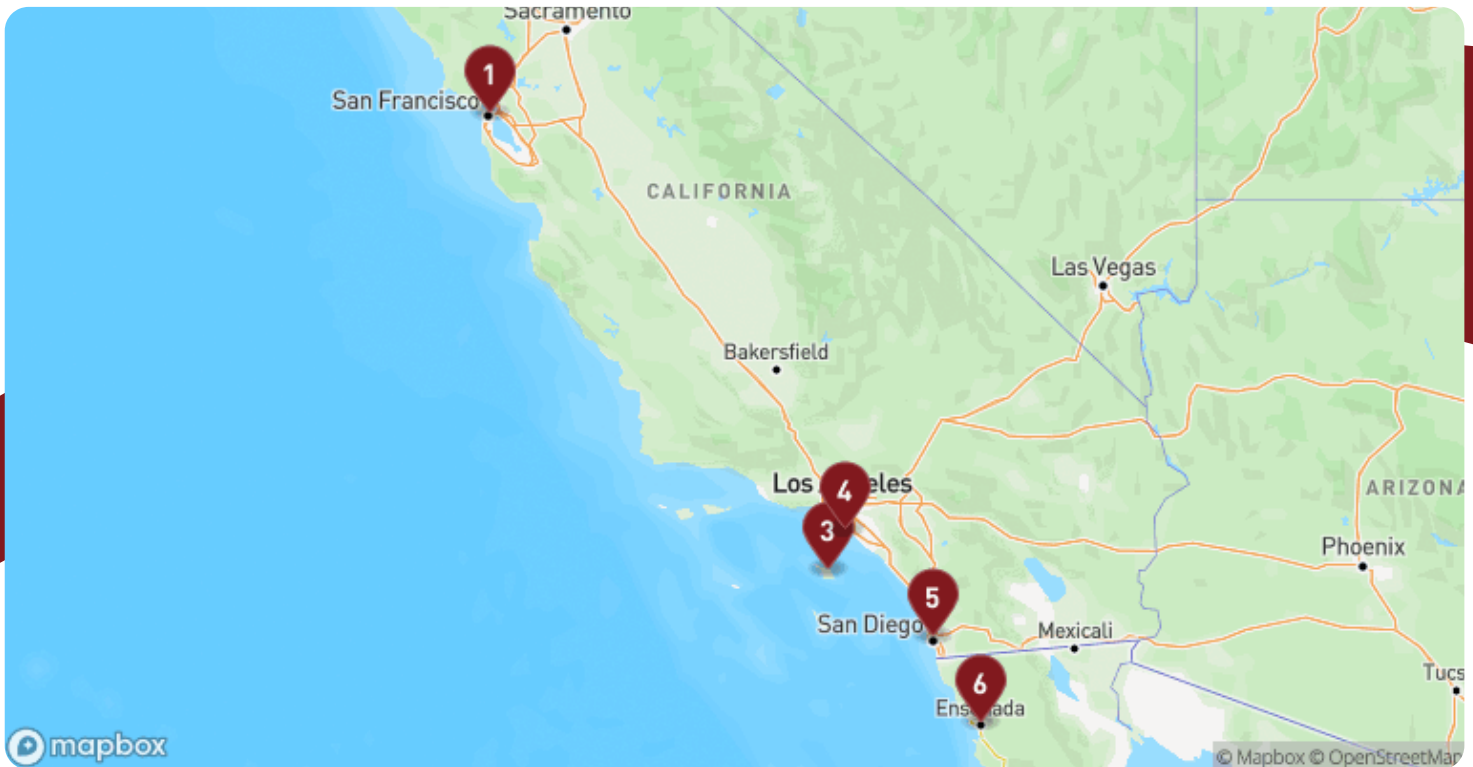 Sacramento
1
San Francisco
CALIFORNIA
Las Vegas
Bakersfield
Los
eles
4
ARIZONA
3
Phoenix
5
San Diego
Mexicali
6
Tucs
Ens
ada
mapbox
© Mapbox © OpenStreetMap